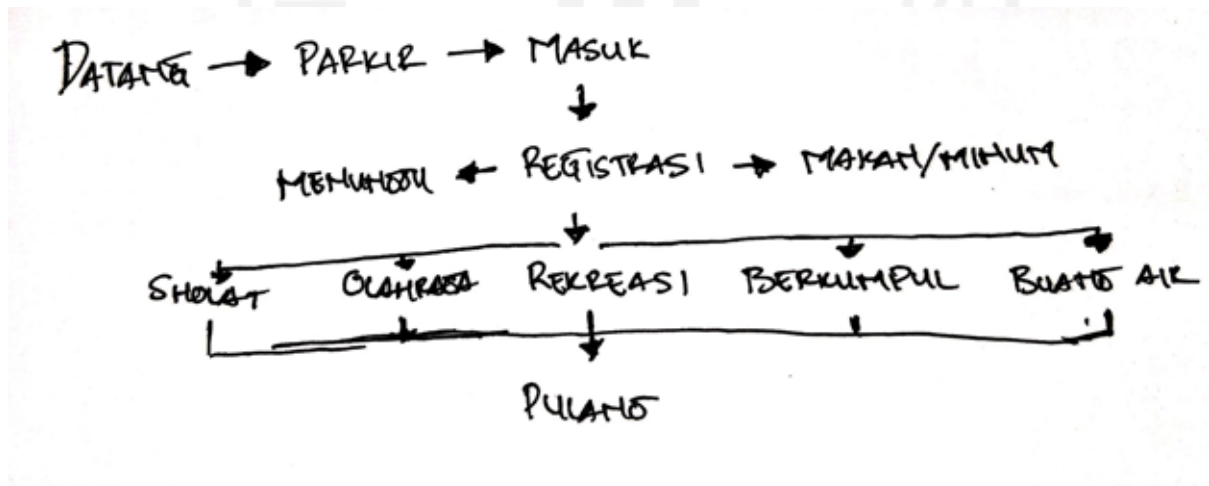 DATANG → PARKIR → MASUK
MENUNGGU ← REGISTRASI → MAKAN/MINUM
SHOLAT OLAHRAGA REKREASI BERKUMPUL BUANG AIR
PULANG